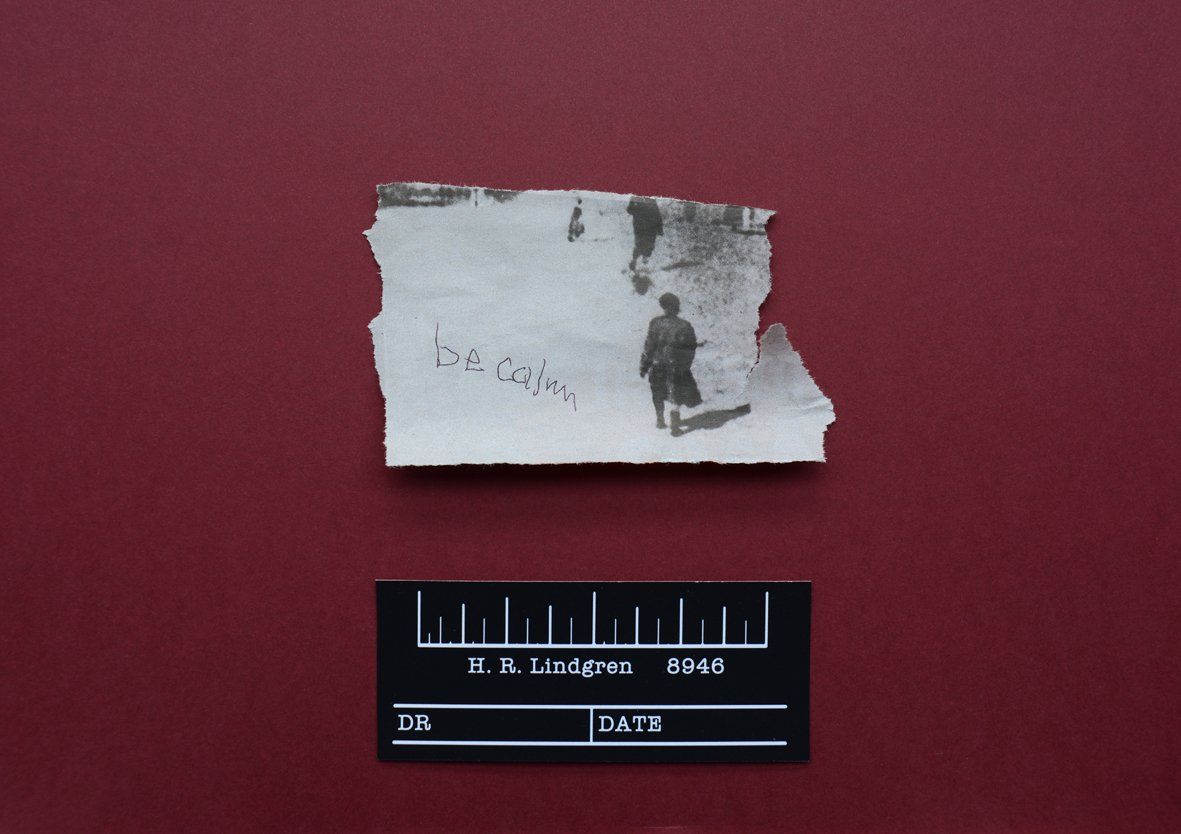 be calm
H. R. Lindgren 8946
DR DATE